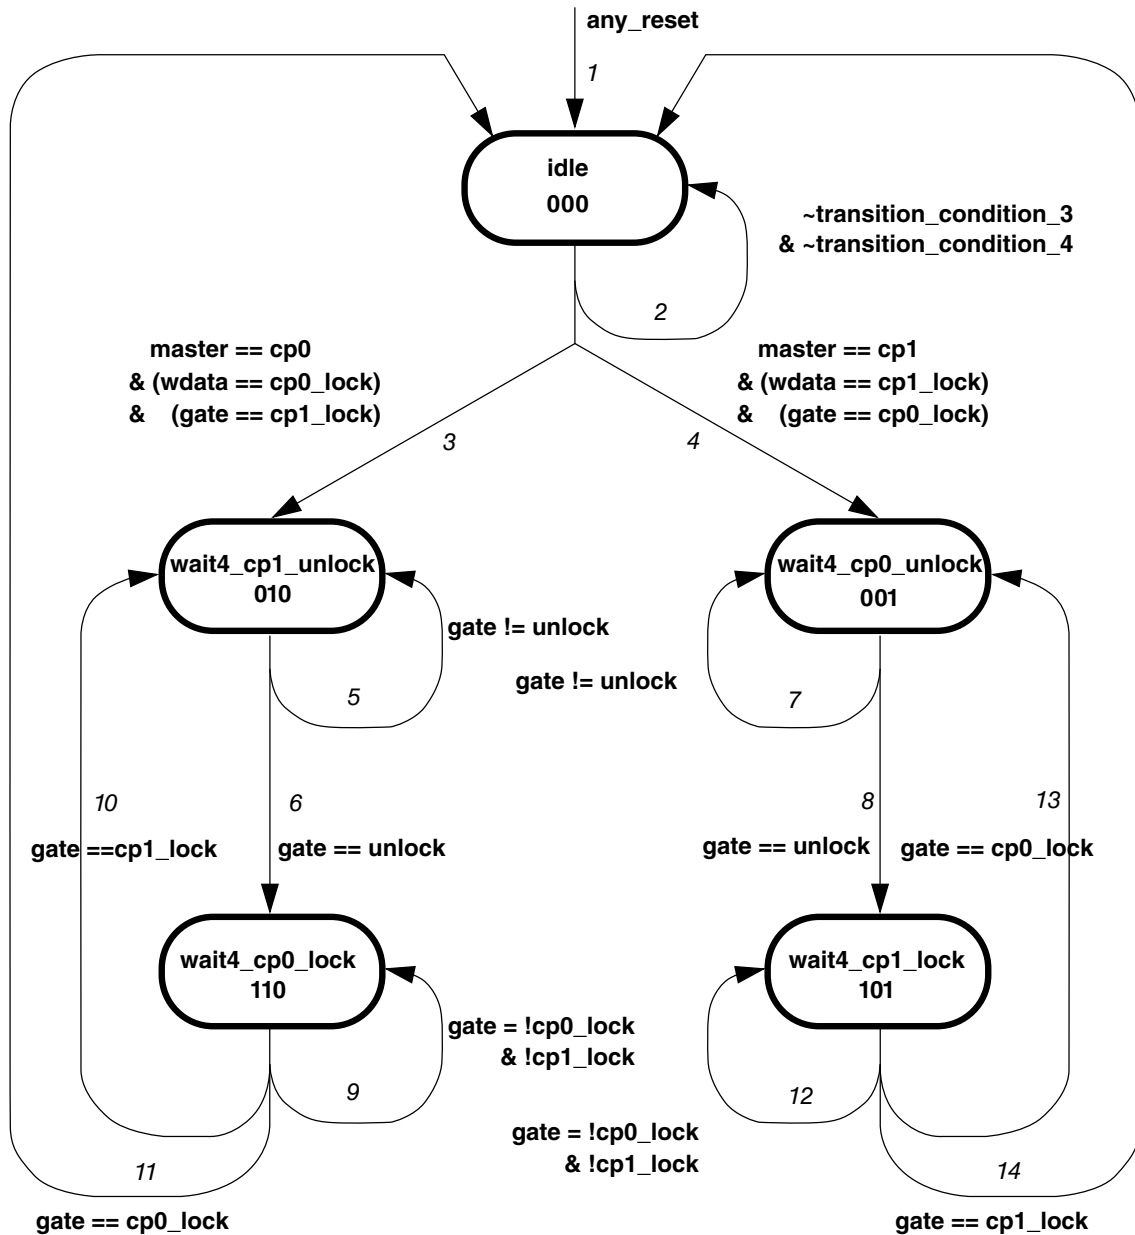 any_reset
1
idle
000
~transition_condition_3
& ~transition_condition_4
2
master == cp0
& (wdata == cp0_lock)
& (gate == cp1_lock)
master == cp1
& (wdata == cp1_lock)
& (gate == cp0_lock)
3
4
wait4_cp1_unlock
010
wait4_cp0_unlock
001
gate != unlock
gate != unlock
5
7
10
6
8
13
gate ==cp1_lock
gate == unlock
gate == unlock
gate == cp0_lock
wait4_cp0_lock
110
wait4_cp1_lock
101
gate = !cp0_lock
& !cp1_lock
9
12
gate = !cp0_lock
& !cp1_lock
11
14
gate == cp0_lock
gate == cp1_lock